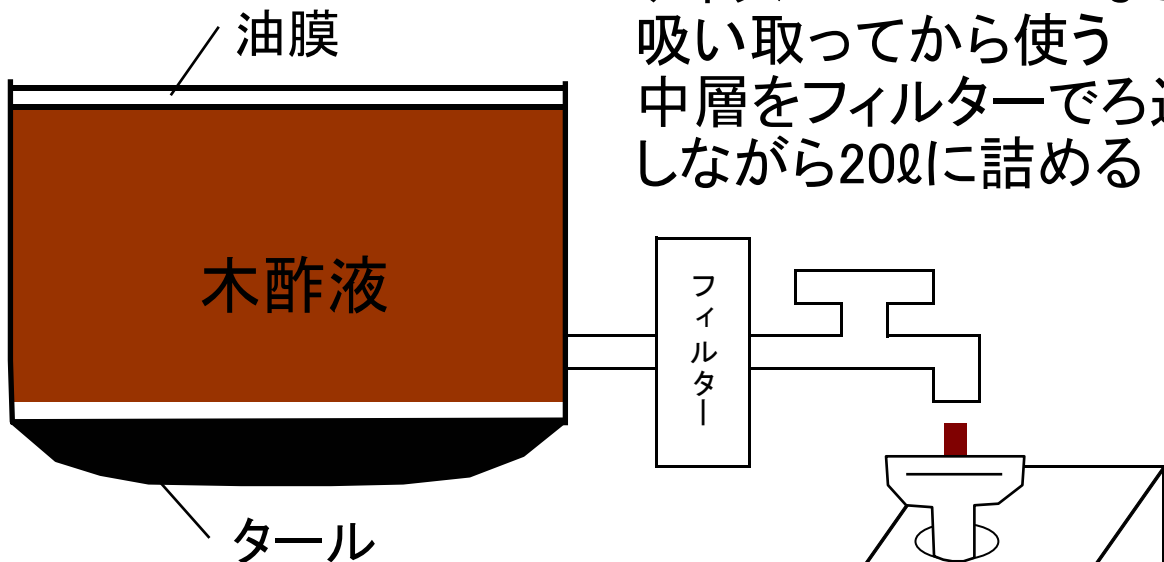 油膜
吸い取ってから使う
中層をフィルターでろ
しながら20ℓに詰める
木酢液
フィルター
タール